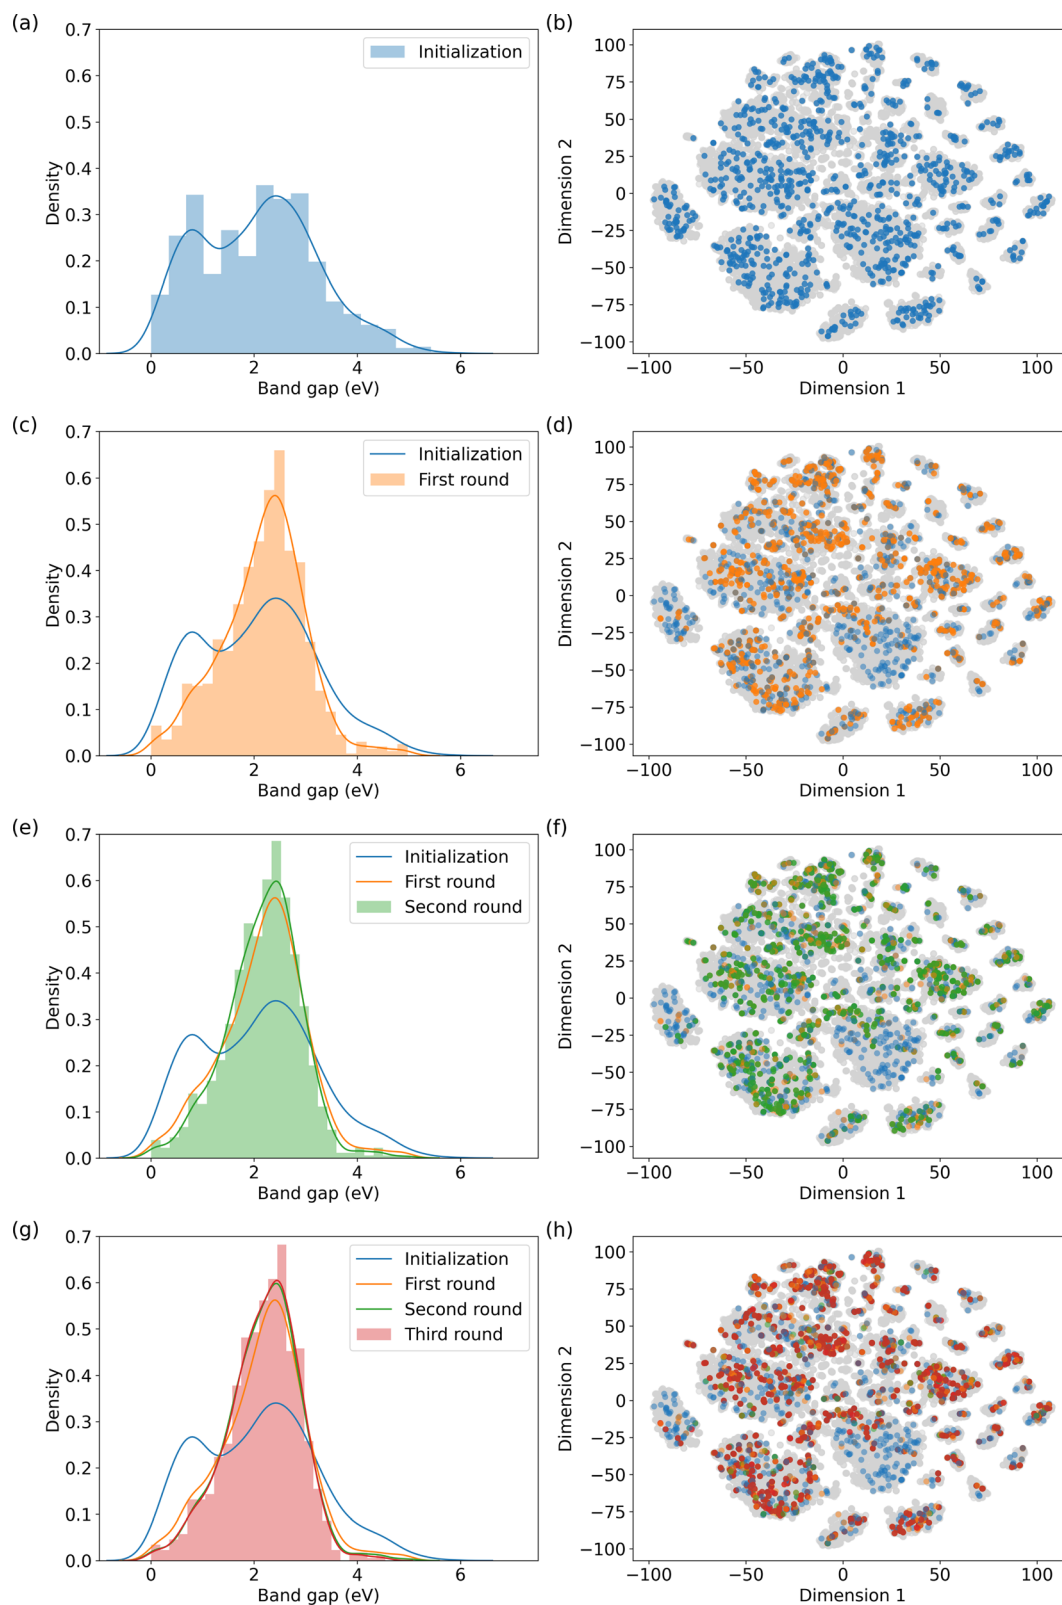 (a)
0.7
0.6
0.5
0.4
0.3
0.2
0.1
0.0
Density
Initialization
0 2 4 6
Band gap (eV)
(b)
100
75
50
25
0
−25
−50
−75
−100
Dimension 2
−100 −50 0 50 100
Dimension 1
(c)
0.7
0.6
0.5
0.4
0.3
0.2
0.1
0.0
Density
Initialization
First round
0 2 4 6
Band gap (eV)
(d)
100
75
50
25
0
−25
−50
−75
−100
Dimension 2
−100 −50 0 50 100
Dimension 1
(e)
0.7
0.6
0.5
0.4
0.3
0.2
0.1
0.0
Density
Initialization
First round
Second round
0 2 4 6
Band gap (eV)
(f)
100
75
50
25
0
−25
−50
−75
−100
Dimension 2
−100 −50 0 50 100
Dimension 1
(g)
0.7
0.6
0.5
0.4
0.3
0.2
0.1
0.0
Density
Initialization
First round
Second round
Third round
0 2 4 6
Band gap (eV)
(h)
100
75
50
25
0
−25
−50
−75
−100
Dimension 2
−100 −50 0 50 100
Dimension 1